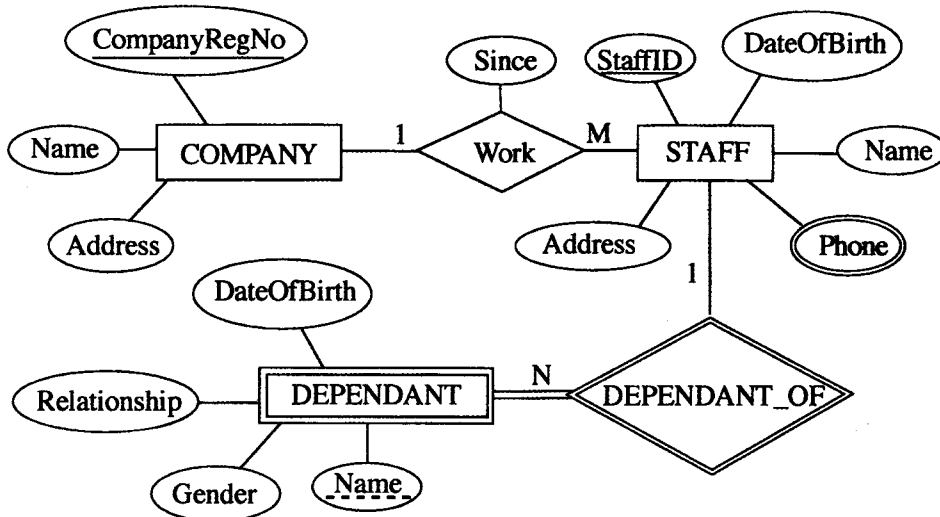 CompanyRegNo
Since
StaffID
DateOfBirth
Name
COMPANY
1
Work
M
STAFF
Name
Address
Address
Phone
1
DateOfBirth
Relationship
DEPENDANT
N
DEPENDANT_OF
Gender
Name